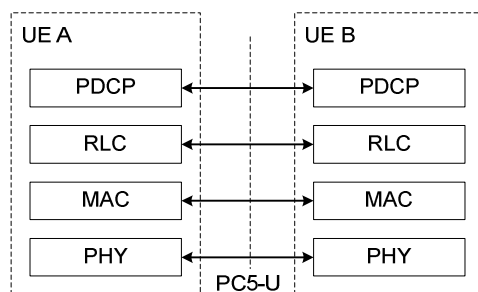 UE A UE B
PDCP PDCP
RLC RLC
MAC MAC
PHY PHY
PC5-U